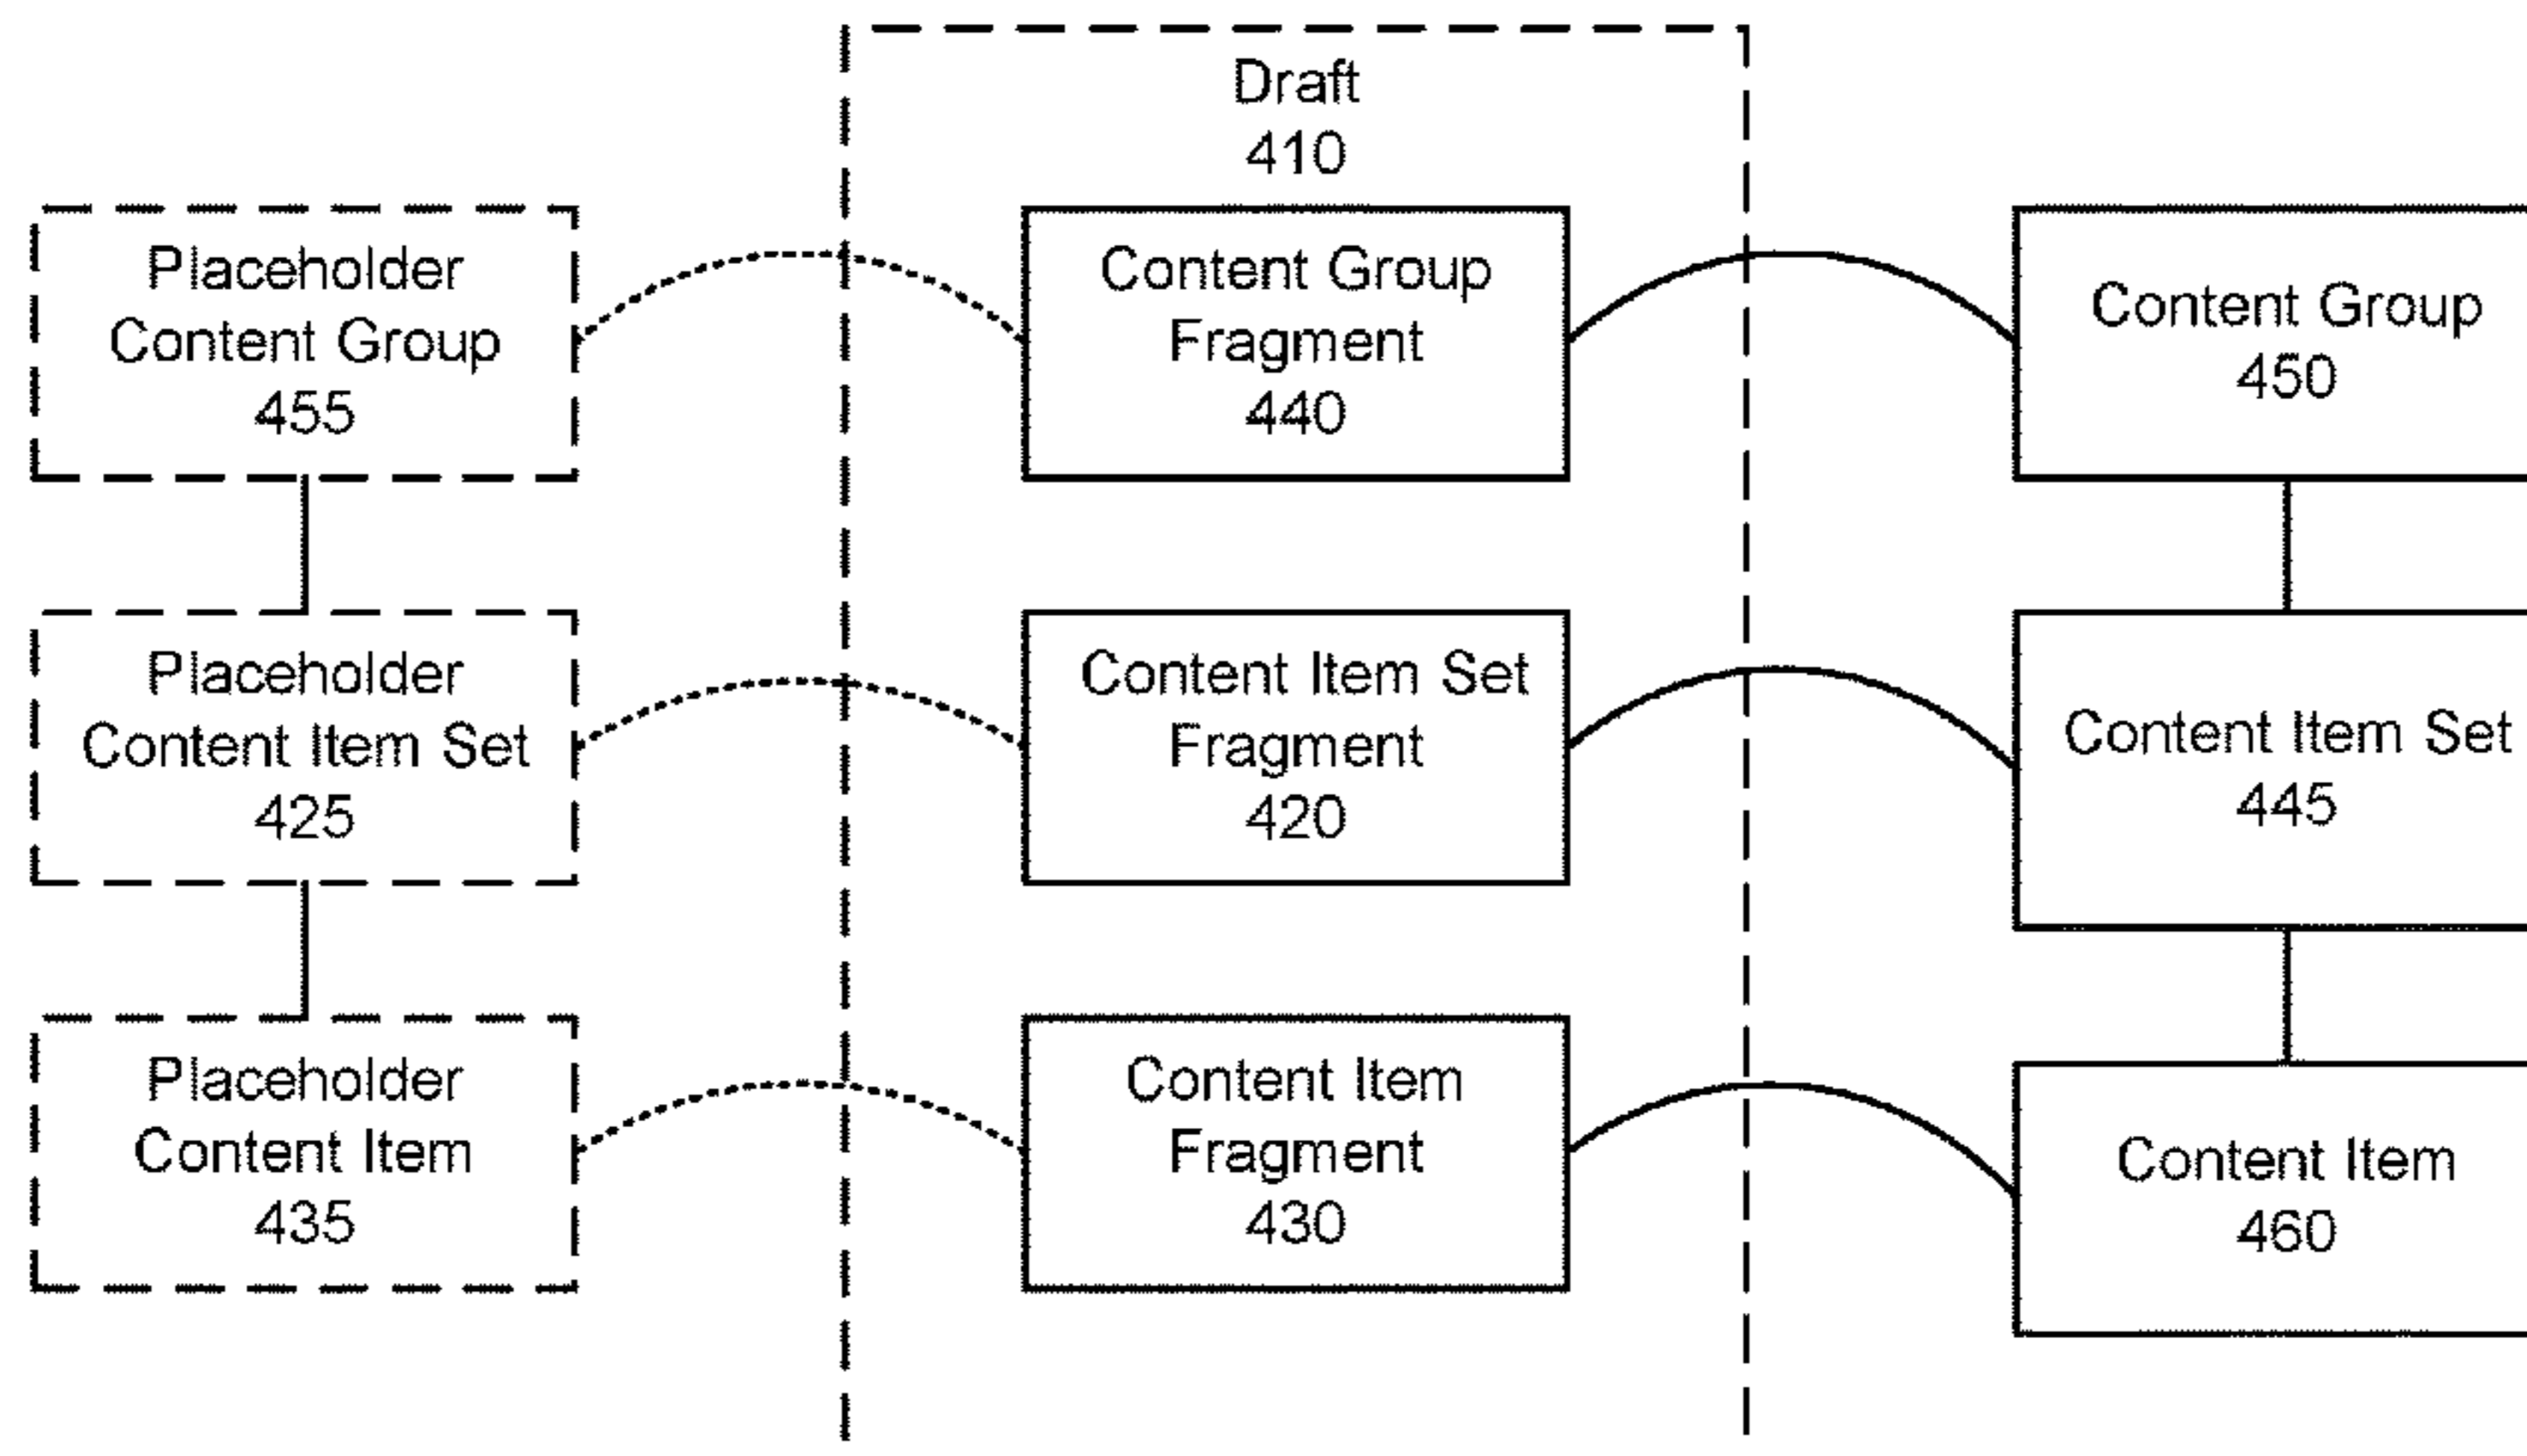 Draft
410
Placeholder
Content Group
455
Content Group
Fragment
440
Content Group
450
Placeholder
Content Item Set
425
Content Item Set
Fragment
420
Content Item Set
445
Placeholder
Content Item
435
Content Item
Fragment
430
Content Item
460